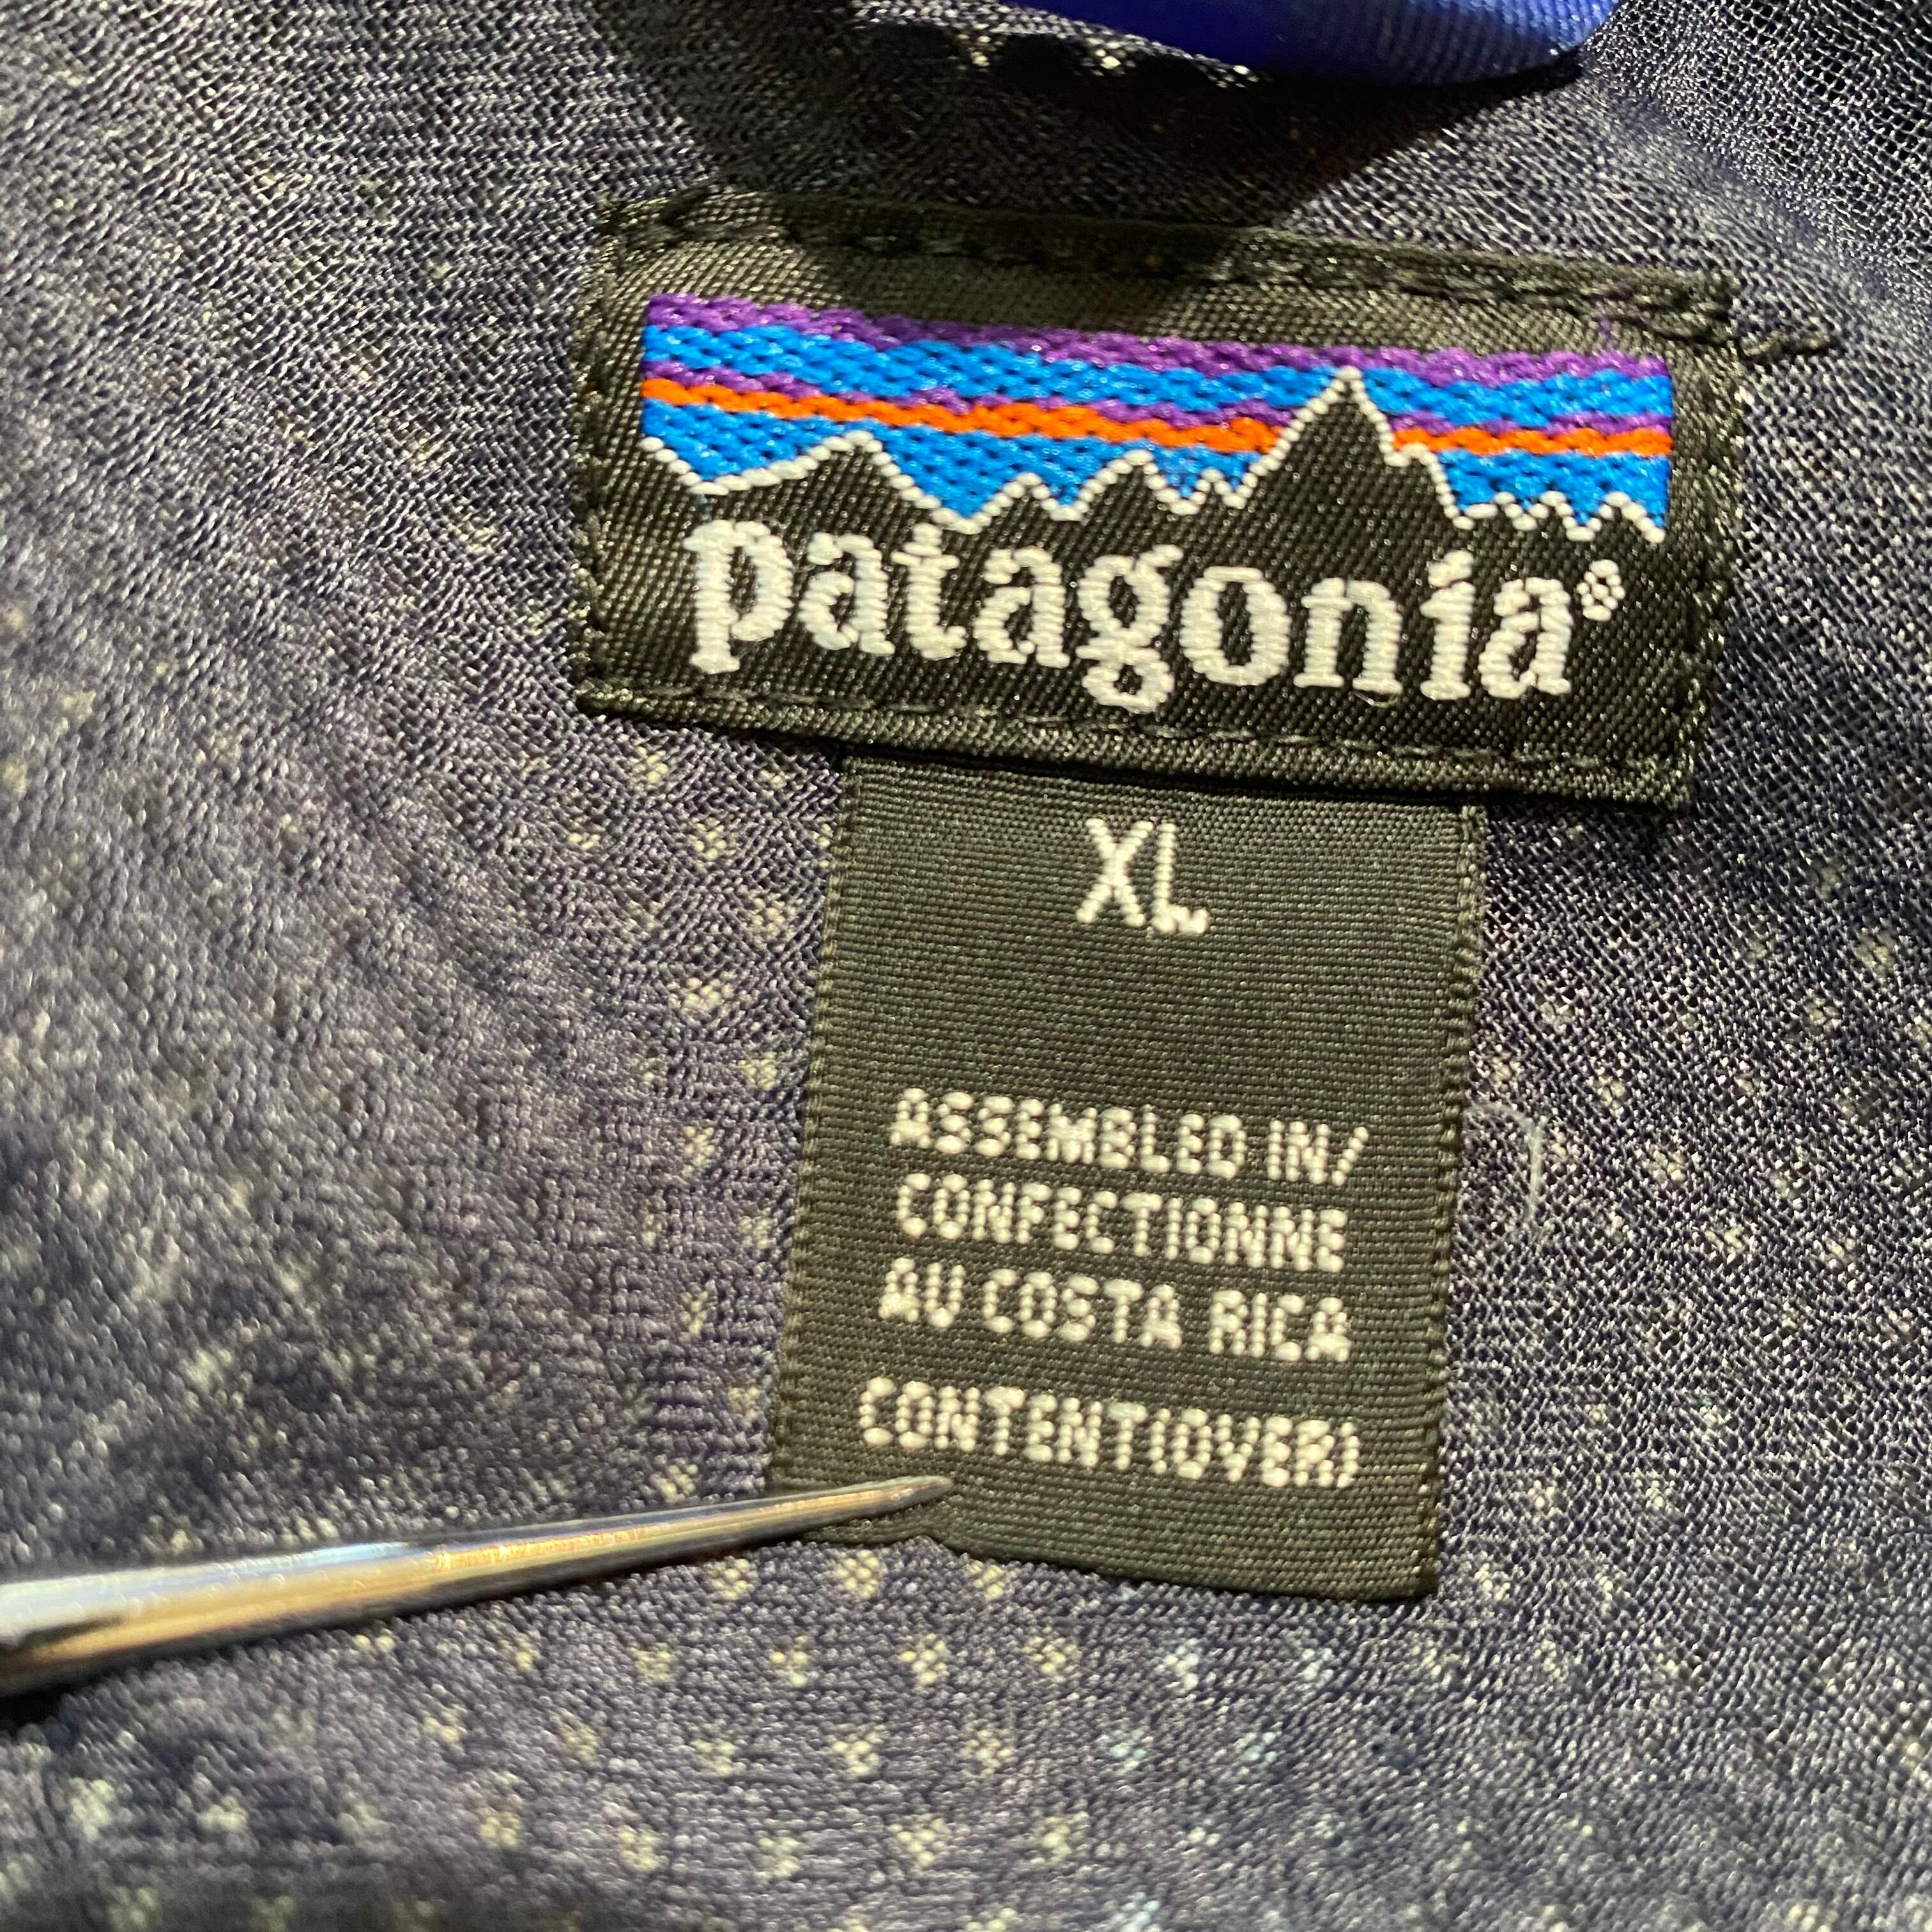 patagonia®
XL
ASSEMBLED IN/
CONFECTIONNE
AU COSTA RICA
CONTENT(OVER)